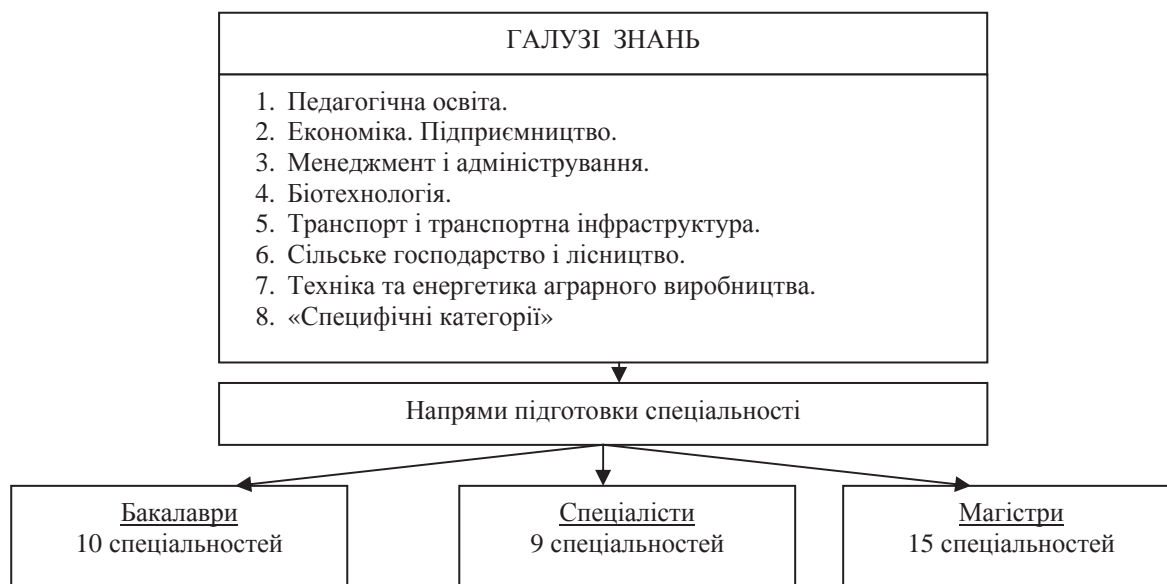 ГАЛУЗІ ЗНАНЬ
1. Педагогічна освіта.
2. Економіка. Підприємництво.
3. Менеджмент і адміністрування.
4. Біотехнологія.
5. Транспорт і транспортна інфраструктура.
6. Сільське господарство і лісництво.
7. Техніка та енергетика аграрного виробництва.
8. «Специфічні категорії»
Напрями підготовки спеціальності
Бакалаври
10 спеціальностей
Спеціалісти
9 спеціальностей
Магістри
15 спеціальностей